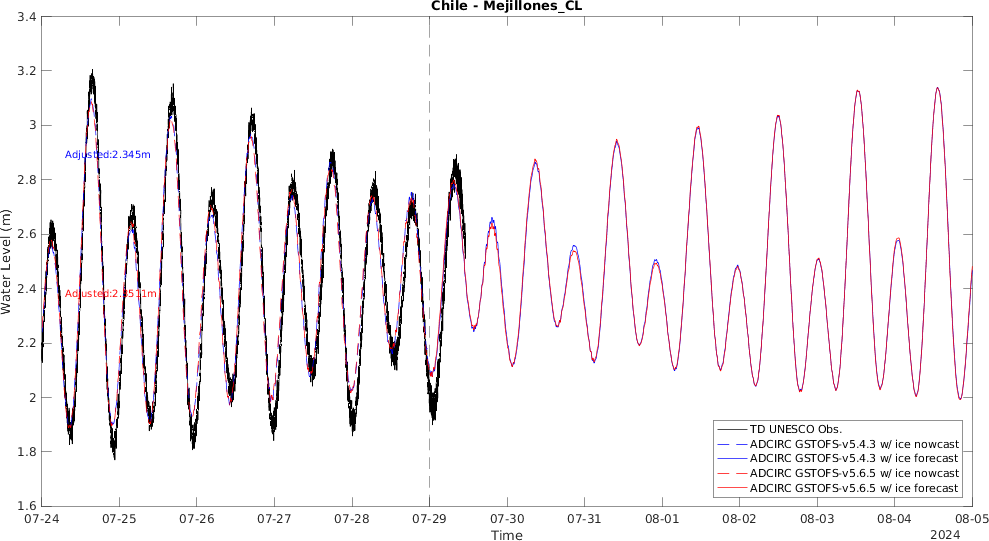 Chile - Mejillones_CL
3.4
3.2
3
2.8
2.6
2.4
2.2
2
1.8
1.6
Water Level (m)
Adjusted:2.345m
Adjusted:2.3511m
TD UNESCO Obs.
ADCIRC GSTOFS-v5.4.3 w/ ice nowcast
ADCIRC GSTOFS-v5.4.3 w/ ice forecast
ADCIRC GSTOFS-v5.6.5 w/ ice nowcast
ADCIRC GSTOFS-v5.6.5 w/ ice forecast
07-24 07-25 07-26 07-27 07-28 07-29 07-30 07-31 08-01 08-02 08-03 08-04 08-05
Time
2024